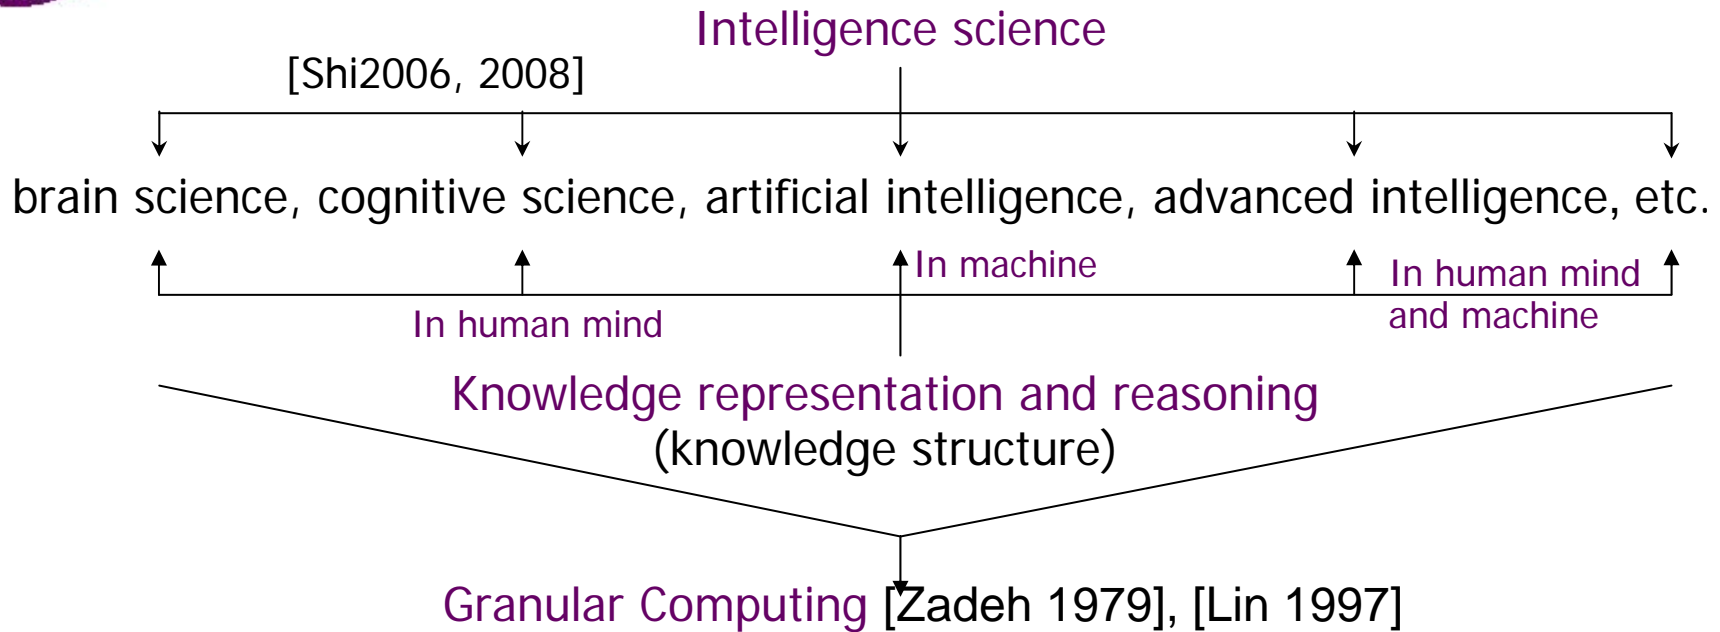 Intelligence science
[Shi2006, 2008]
brain science, cognitive science, artificial intelligence, advanced intelligence, etc.
In machine
In human mind
and machine
In human mind
Knowledge representation and reasoning
(knowledge structure)
Granular Computing [Zadeh 1979], [Lin 1997]